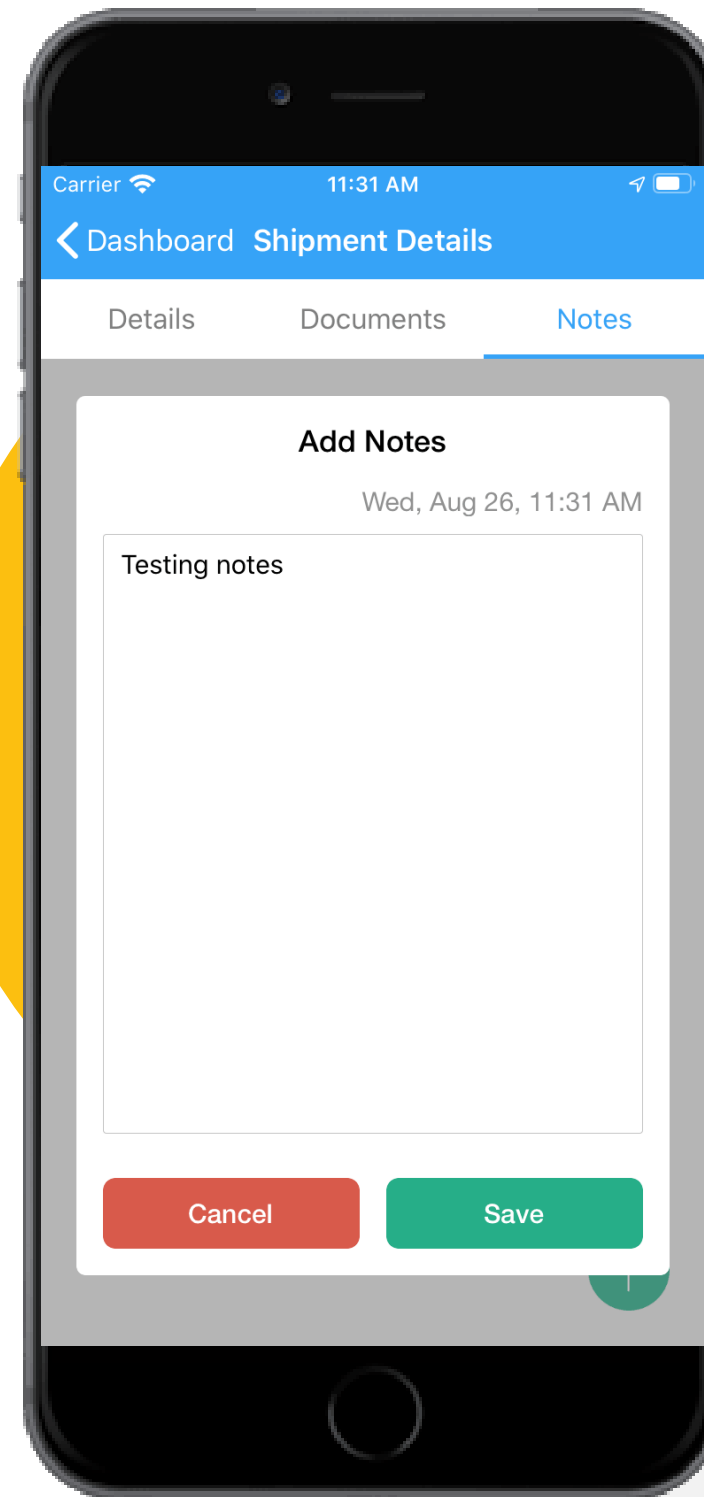 Carrier 11:31 AM
Dashboard Shipment Details
Details Documents Notes
Add Notes
Wed, Aug 26, 11:31 AM
Testing notes
Cancel Save